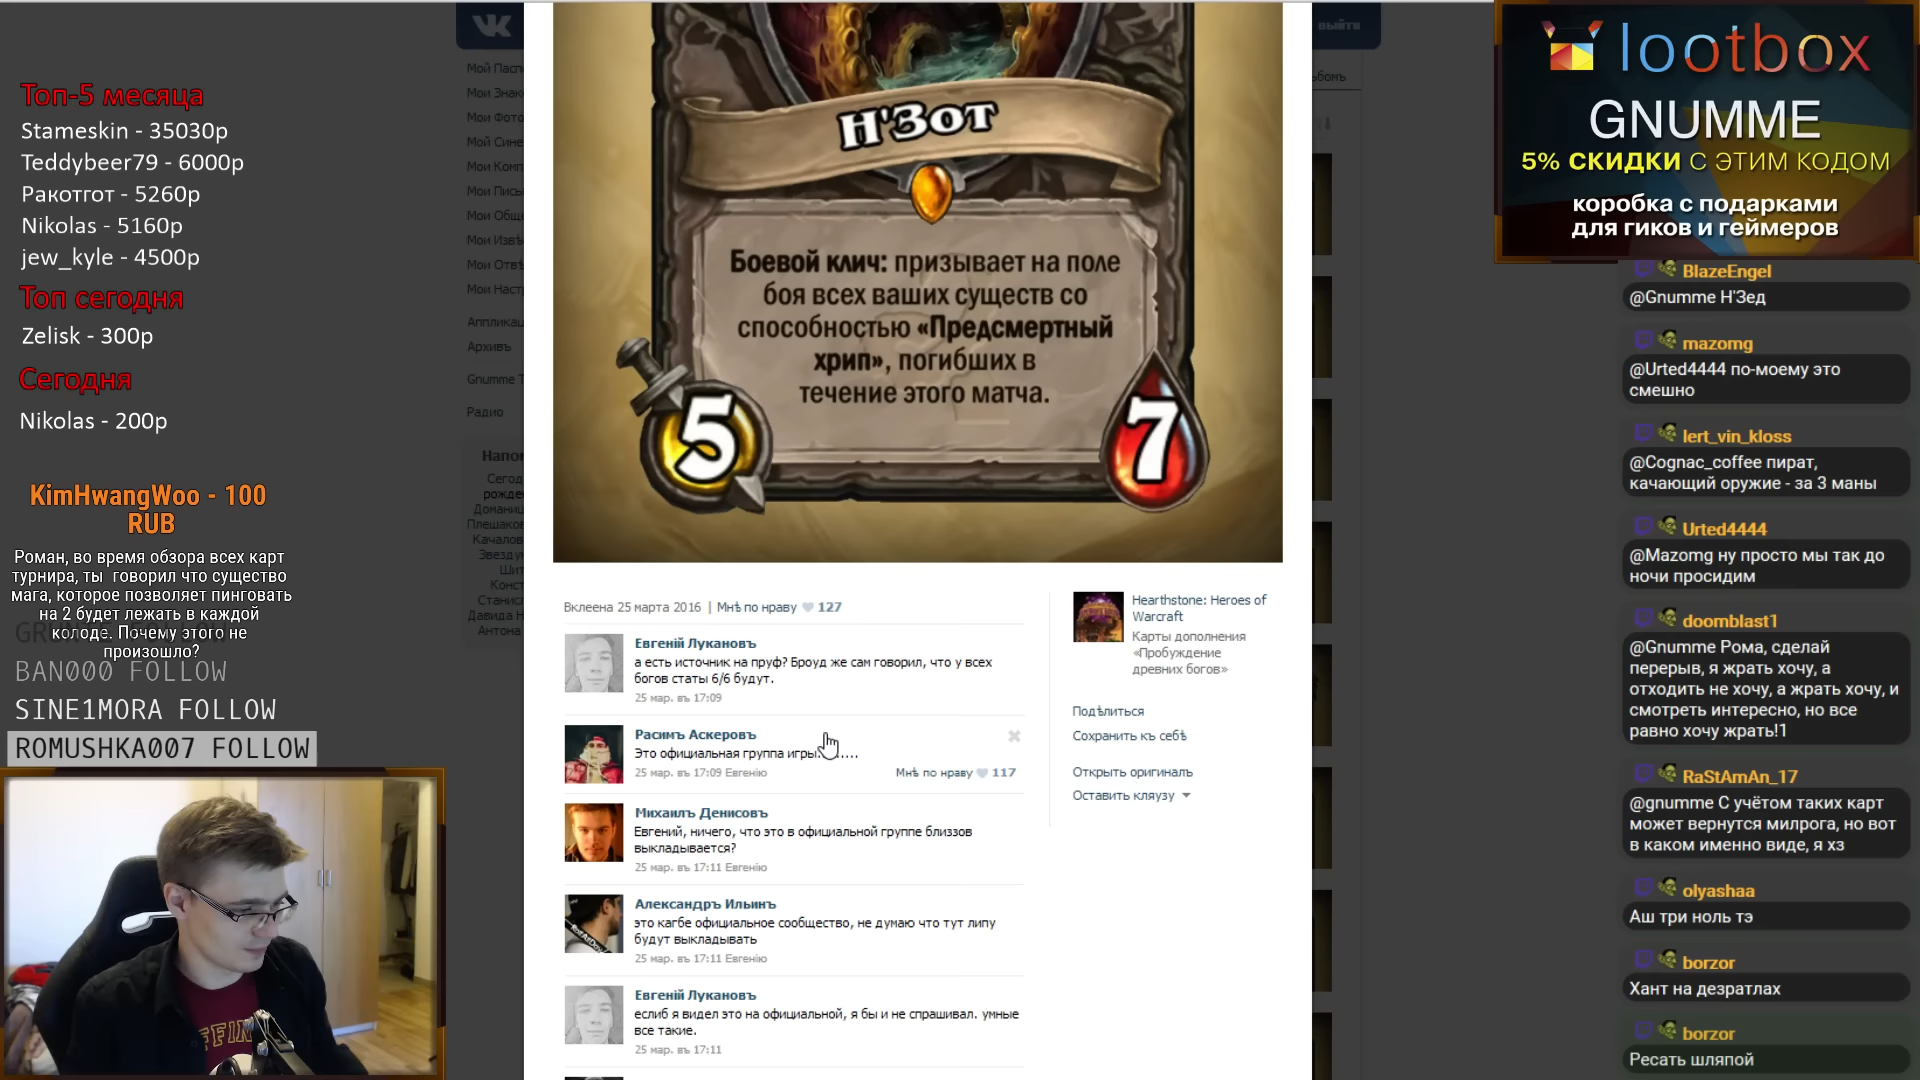 Топ-5 месяца
Stameskin - 35030р
Teddybeer79 - 6000р
Ракотгот - 5260р
Nikolas - 5160р
jew_kyle - 4500р
Топ сегодня
Zelisk - 300р
Сегодня
Nikolas - 200р
KimHwangWoo - 100
RUB
Роман, во время обзора всех карт
турнира, ты говорил что существо
мага, которое позволяет пинговать
на 2 будет лежать в каждой
колоде. Почему этого не
произошло?
BAN000 FOLLOW
SINE1MORA FOLLOW
ROMUSHKA007 FOLLOW
Мои Фото
Архивъ
Радио
выйти
Н'Зот
Боевой клич: призывает на поле
боя всех ваших существ со
способностью «Предсмертный
хрип», погибших в
течение этого матча.
5
7
Вклеена 25 марта 2016 | Мнѣ по нраву 127
Евгеній Лукановъ
а есть источник на пруф? Броуд же сам говорил, что у всех
богов статы 6/6 будут.
25 мар. въ 17:09
Расимъ Аскеровъ
Это официальная группа игры
25 мар. въ 17:09 Евгенію
Мнѣ по нраву 117
Михаилъ Денисовъ
Евгений, ничего, что это в официальной группе близзов
выкладывается?
25 мар. въ 17:11 Евгенію
Александръ Ильинъ
это кагбе официальное сообщество, не думаю что тут липу
будут выкладывать
25 мар. въ 17:11 Евгенію
Евгеній Лукановъ
еслиб я видел это на официальной, я бы и не спрашивал. умные
все такие.
25 мар. въ 17:11
Hearthstone: Heroes of
Warcraft
Карты дополнения
«Пробуждение
древних богов»
Подѣлиться
Сохранить къ себѣ
Открыть оригиналъ
Оставить кляузу
lootbox
GNUMME
5% СКИДКИ С ЭТИМ КОДОМ
коробка с подарками
для гиков и геймеров
BlazeEngel
@Gnumme Н'Зед
mazomg
@Urted4444 по-моему это
смешно
lert_vin_kloss
@Cognac_coffee пират,
качающий оружие - за 3 маны
Urted4444
@Mazomg ну просто мы так до
ночи просидим
doomblast1
@Gnumme Рома, сделай
перерыв, я жрать хочу, а
отходить не хочу, а жрать хочу, и
смотреть интересно, но все
равно хочу жрать!1
RaStAmAn_17
@gnumme С учётом таких карт
может вернутся милрога, но вот
в каком именно виде, я хз
olyashaa
Аш три ноль тэ
borzor
Хант на дезратлах
borzor
Ресать шляпой